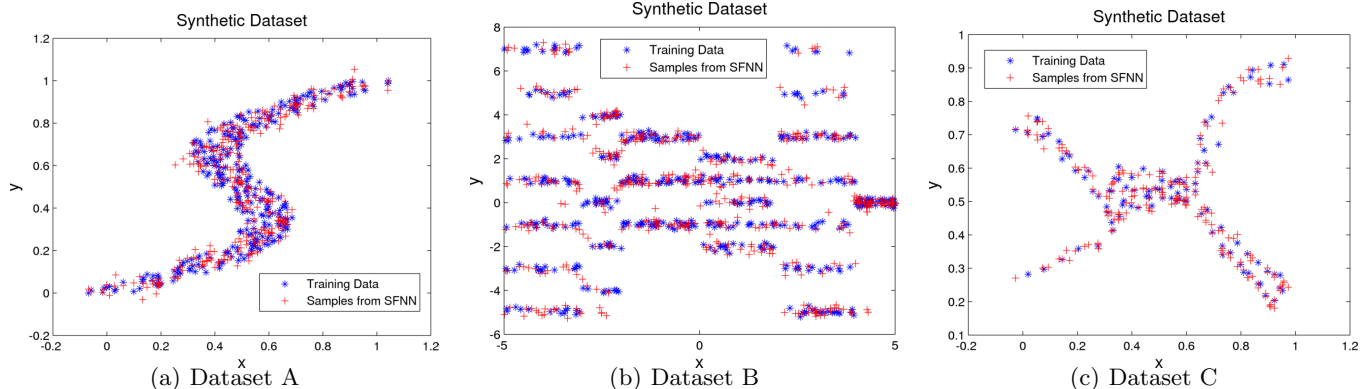 Synthetic Dataset
1.2
1
0.8
0.6
0.4
0.2
0
-0.2
y
Training Data
Samples from SFNN
-0.2
0
0.2
0.4
0.6
0.8
1
1.2
x
(a) Dataset A
Synthetic Dataset
8
6
4
2
0
-2
-4
-6
y
Training Data
Samples from SFNN
-5
0
5
x
(b) Dataset B
Synthetic Dataset
1
0.9
0.8
0.7
0.6
0.5
0.4
0.3
0.2
0.1
y
Training Data
Samples from SFNN
-0.2
0
0.2
0.4
0.6
0.8
1
1.2
x
(c) Dataset C